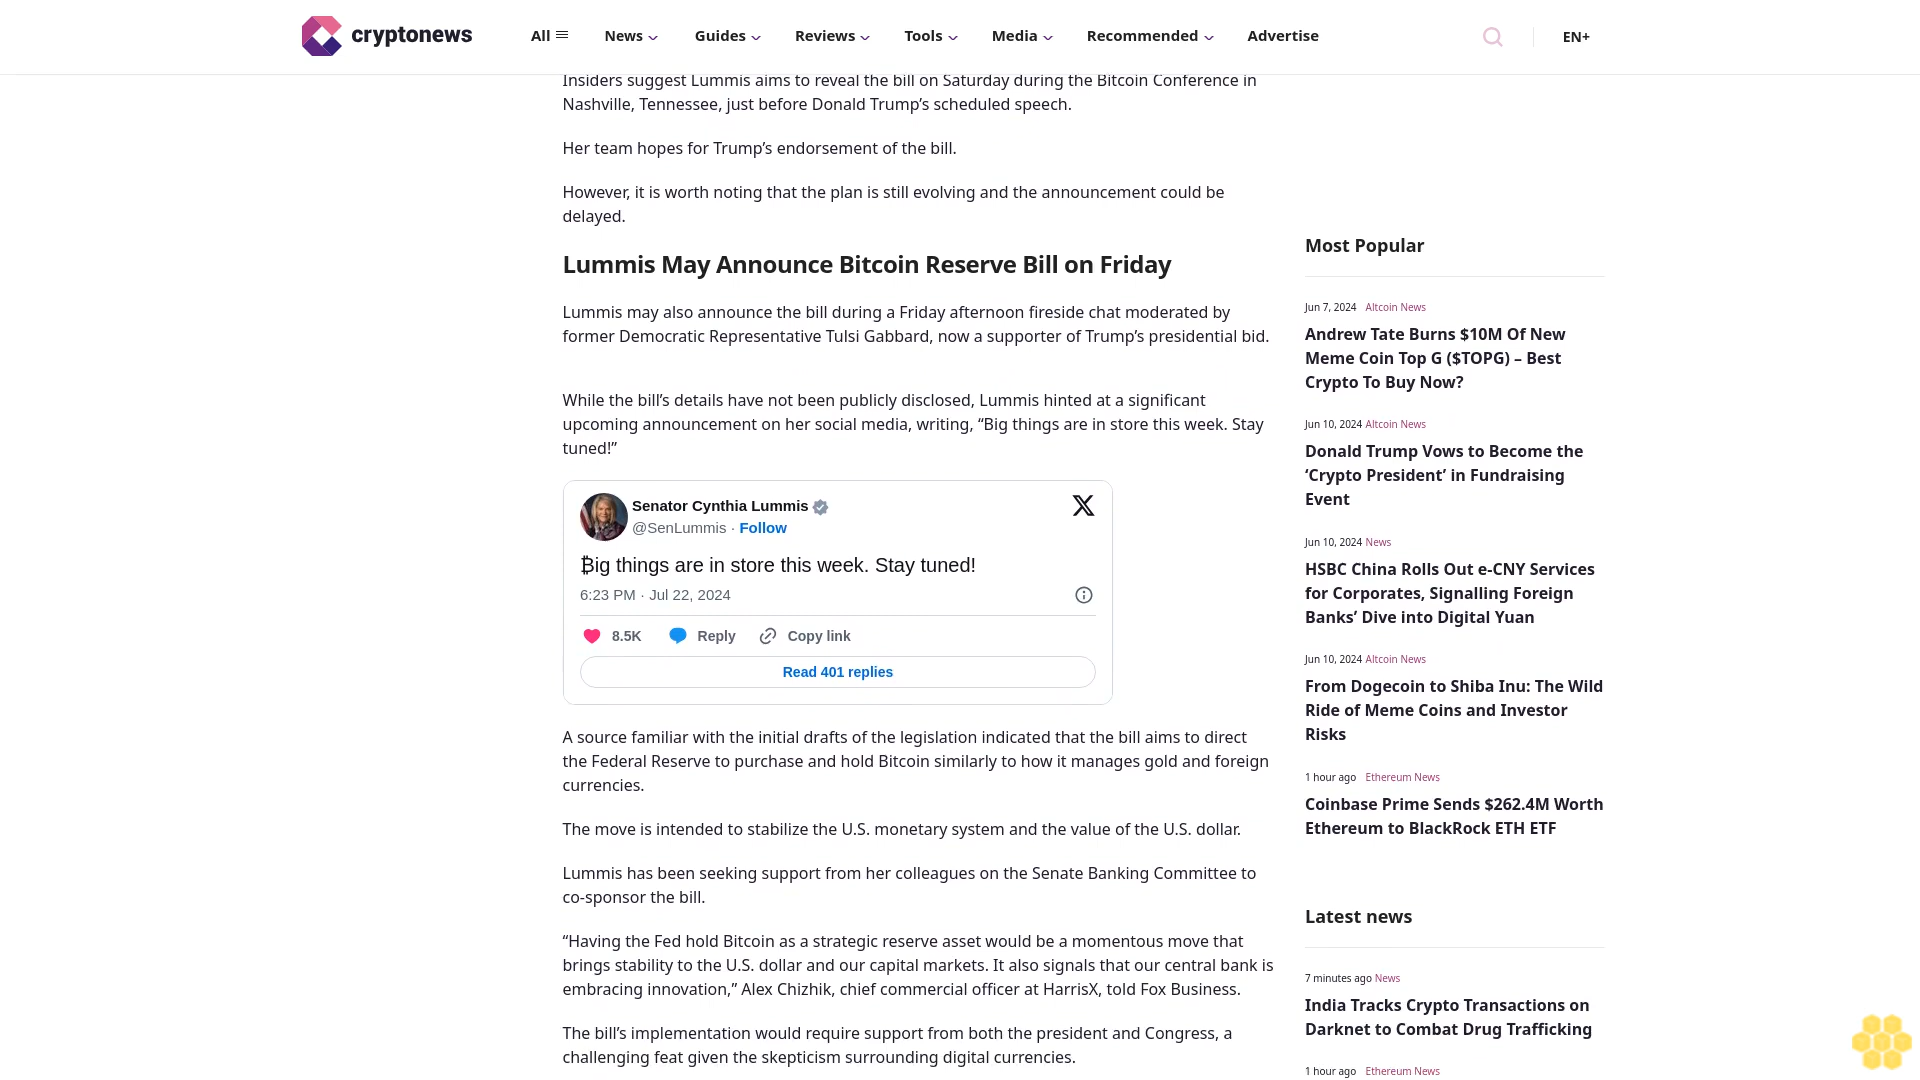 cryptonews
All
News
Guides
Reviews
Tools
Media
Recommended
Advertise
EN+
Insiders suggest Lummis aims to reveal the bill on Saturday during the Bitcoin Conference in
Nashville, Tennessee, just before Donald Trump’s scheduled speech.
Her team hopes for Trump’s endorsement of the bill.
However, it is worth noting that the plan is still evolving and the announcement could be
delayed.
Lummis May Announce Bitcoin Reserve Bill on Friday
Lummis may also announce the bill during a Friday afternoon fireside chat moderated by
former Democratic Representative Tulsi Gabbard, now a supporter of Trump’s presidential bid.
While the bill’s details have not been publicly disclosed, Lummis hinted at a significant
upcoming announcement on her social media, writing, “Big things are in store this week. Stay
tuned!”
Senator Cynthia Lummis
@SenLummis · Follow
₿ig things are in store this week. Stay tuned!
6:23 PM · Jul 22, 2024
8.5K
Reply
Copy link
Read 401 replies
A source familiar with the initial drafts of the legislation indicated that the bill aims to direct
the Federal Reserve to purchase and hold Bitcoin similarly to how it manages gold and foreign
currencies.
The move is intended to stabilize the U.S. monetary system and the value of the U.S. dollar.
Lummis has been seeking support from her colleagues on the Senate Banking Committee to
co-sponsor the bill.
“Having the Fed hold Bitcoin as a strategic reserve asset would be a momentous move that
brings stability to the U.S. dollar and our capital markets. It also signals that our central bank is
embracing innovation,” Alex Chizhik, chief commercial officer at HarrisX, told Fox Business.
The bill’s implementation would require support from both the president and Congress, a
challenging feat given the skepticism surrounding digital currencies.
Most Popular
Jun 7, 2024 Altcoin News
Andrew Tate Burns $10M Of New
Meme Coin Top G ($TOPG) – Best
Crypto To Buy Now?
Jun 10, 2024 Altcoin News
Donald Trump Vows to Become the
‘Crypto President’ in Fundraising
Event
Jun 10, 2024 News
HSBC China Rolls Out e-CNY Services
for Corporates, Signalling Foreign
Banks’ Dive into Digital Yuan
Jun 10, 2024 Altcoin News
From Dogecoin to Shiba Inu: The Wild
Ride of Meme Coins and Investor
Risks
1 hour ago Ethereum News
Coinbase Prime Sends $262.4M Worth
Ethereum to BlackRock ETH ETF
Latest news
7 minutes ago News
India Tracks Crypto Transactions on
Darknet to Combat Drug Trafficking
1 hour ago Ethereum News